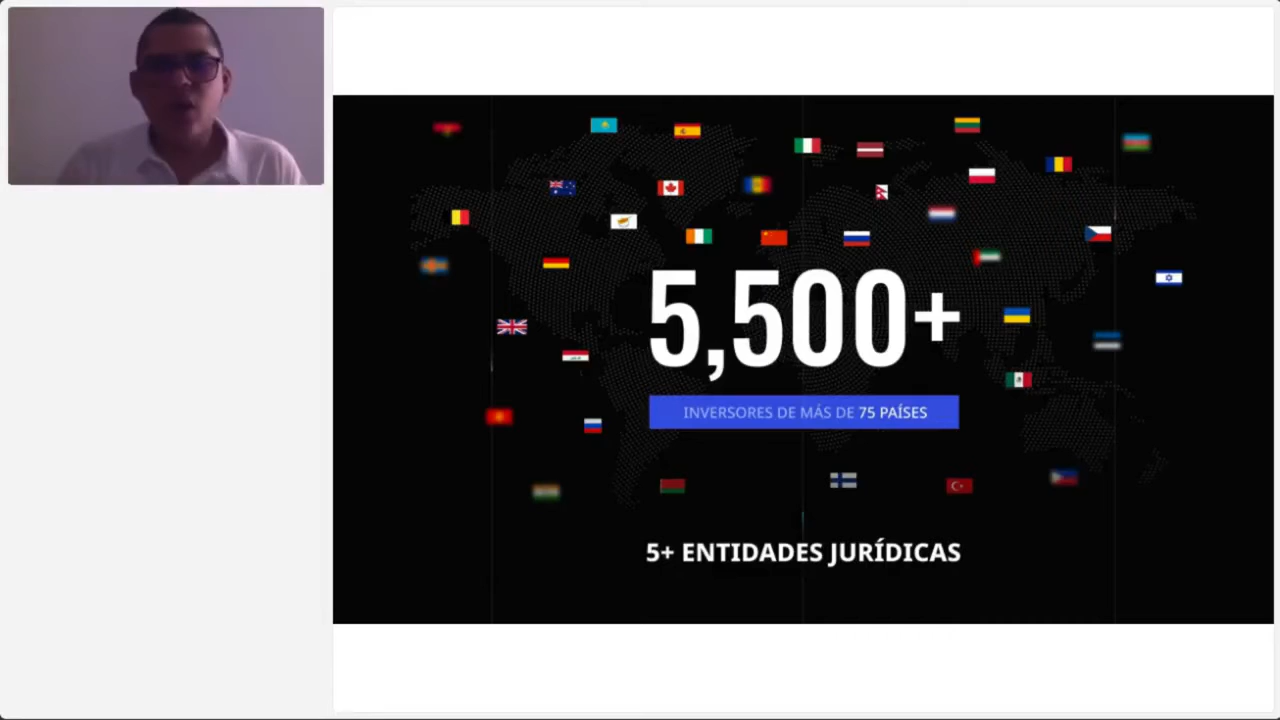 5,500+
INVERSORES DE MÁS DE 75 PAÍSES
5+ ENTIDADES JURÍDICAS